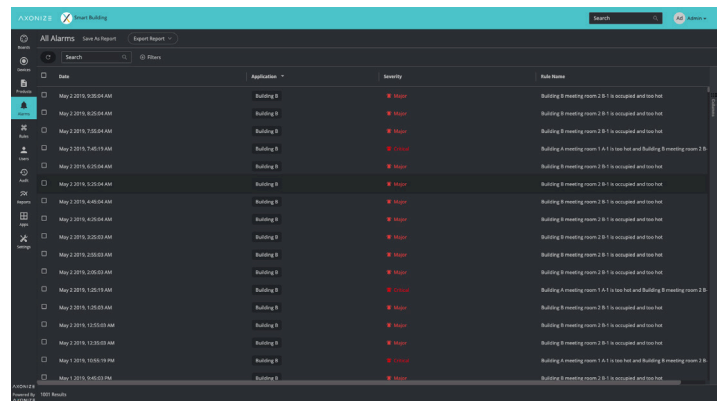 AXONIZE Smart Building Search Ad Admin
All Alarms Save As Report Export Report
Search Filters
Boards
Devices
Products
Alarms
Rules
Users
Audit
Reports
Apps
Settings
Date Application Severity Rule Name
May 2 2019, 9:35:04 AM Building B Major Building B meeting room 2 B-1 is occupied and too hot
May 2 2019, 8:25:04 AM Building B Major Building B meeting room 2 B-1 is occupied and too hot
May 2 2019, 7:55:04 AM Building B Major Building B meeting room 2 B-1 is occupied and too hot
May 2 2019, 7:45:19 AM Building B Critical Building A meeting room 1 A-1 is too hot and Building B meeting room 2 B-
May 2 2019, 6:25:04 AM Building B Major Building B meeting room 2 B-1 is occupied and too hot
May 2 2019, 5:25:04 AM Building B Major Building B meeting room 2 B-1 is occupied and too hot
May 2 2019, 4:45:04 AM Building B Major Building B meeting room 2 B-1 is occupied and too hot
May 2 2019, 4:25:04 AM Building B Major Building B meeting room 2 B-1 is occupied and too hot
May 2 2019, 3:25:03 AM Building B Major Building B meeting room 2 B-1 is occupied and too hot
May 2 2019, 2:55:03 AM Building B Major Building B meeting room 2 B-1 is occupied and too hot
May 2 2019, 2:05:03 AM Building B Major Building B meeting room 2 B-1 is occupied and too hot
May 2 2019, 1:25:19 AM Building B Critical Building A meeting room 1 A-1 is too hot and Building B meeting room 2 B-
May 2 2019, 1:25:03 AM Building B Major Building B meeting room 2 B-1 is occupied and too hot
May 2 2019, 12:55:03 AM Building B Major Building B meeting room 2 B-1 is occupied and too hot
May 2 2019, 12:35:03 AM Building B Major Building B meeting room 2 B-1 is occupied and too hot
May 1 2019, 10:55:19 PM Building B Critical Building A meeting room 1 A-1 is too hot and Building B meeting room 2 B-
May 1 2019, 9:45:03 PM Building B Major Building B meeting room 2 B-1 is occupied and too hot
AXONIZE
Powered By 1001 Results
AXONIZE